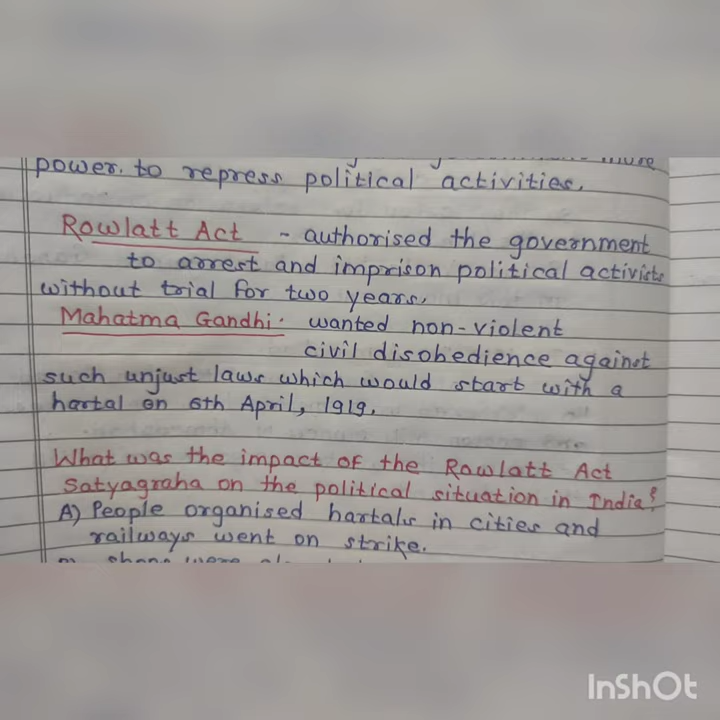 power. to repress political activities.
Rowlatt Act - authorised the government
to arrest and imprison political activists
without trial for two years.
Mahatma Gandhi: wanted non-violent
civil disobedience against
such unjust laws which would start with a
hartal on 6th April, 1919.
What was the impact of the Rowlatt Act
Satyagraha on the political situation in India?
A) People organised hartals in cities and
railways went on strike.
shops were
InShOt